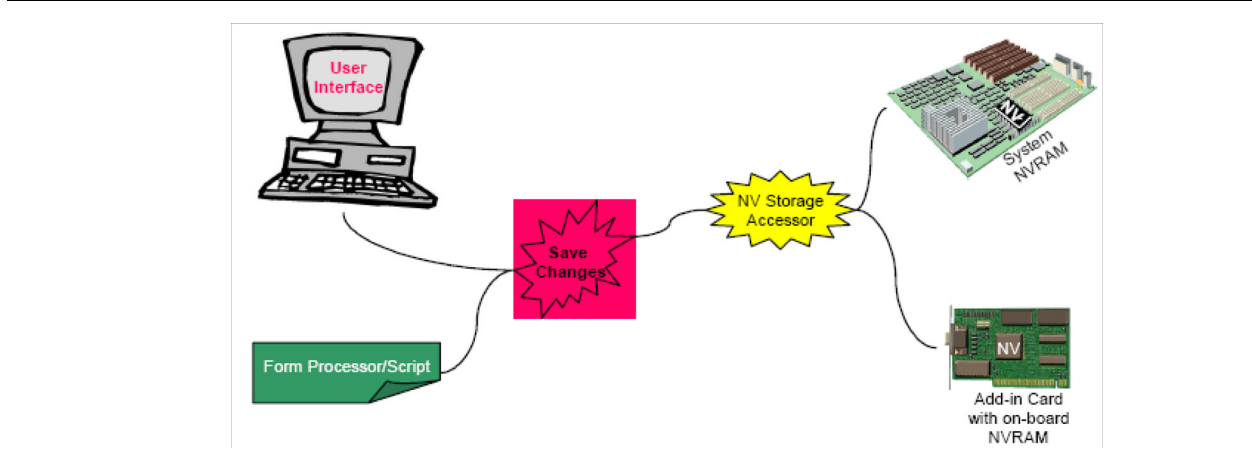 User
Interface
NV
System
NVRAM
NV Storage
Accessor
Save
Changes
Form Processor/Script
NV
Add-in Card
with on-board
NVRAM